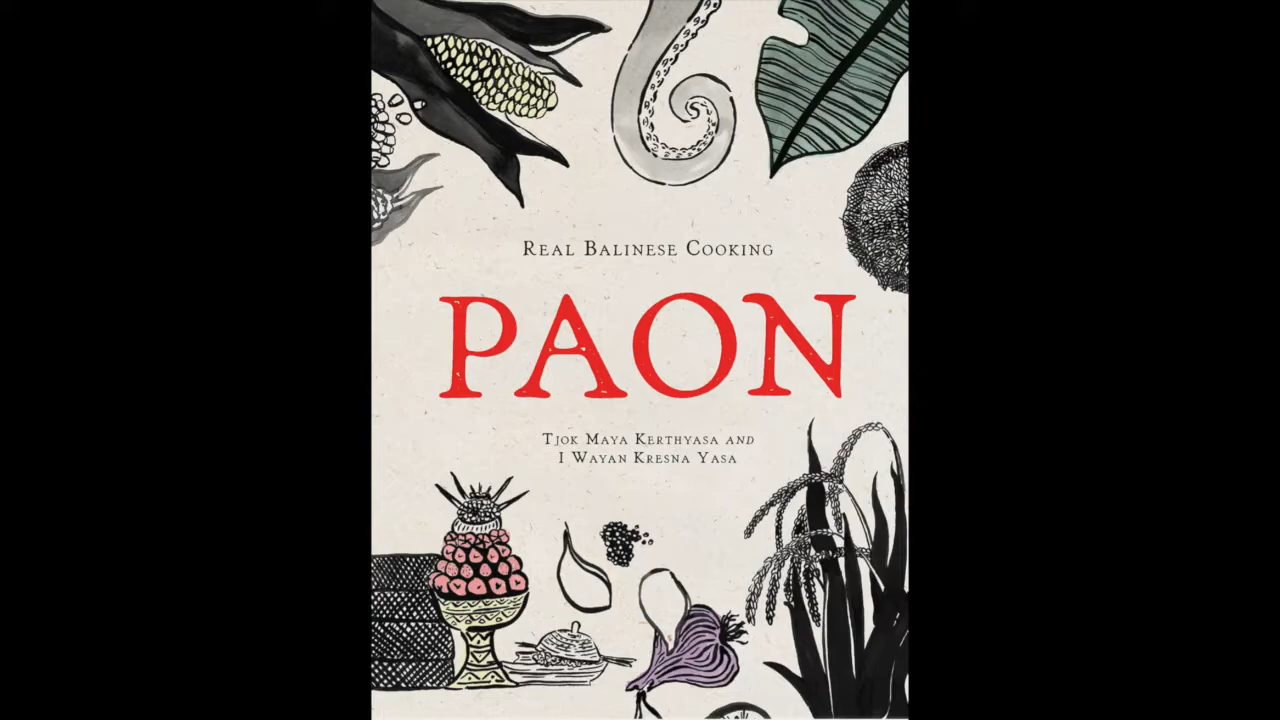 Real Balinese Cooking
PAON
Tjok Maya Kerthyasa and
I Wayan Kresna Yasa